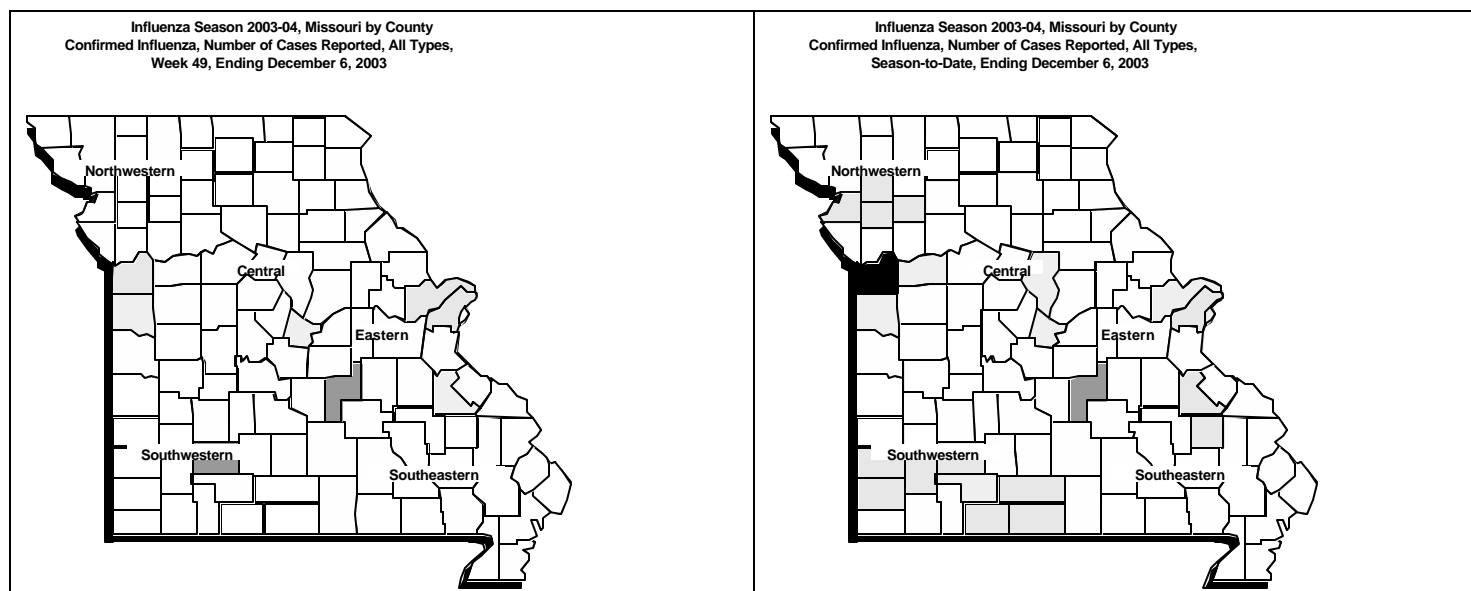 Influenza Season 2003-04, Missouri by County
Confirmed Influenza, Number of Cases Reported, All Types,
Week 49, Ending December 6, 2003
Northwestern
Central
Eastern
Southwestern
Southeastern
Influenza Season 2003-04, Missouri by County
Confirmed Influenza, Number of Cases Reported, All Types,
Season-to-Date, Ending December 6, 2003
Northwestern
Central
Eastern
Southwestern
Southeastern